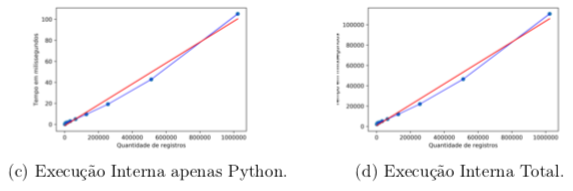 100
80
60
40
20
0
Tempo em milissegundos
0 200000 400000 600000 800000 1000000
Quantidade de registros
(c) Execução Interna apenas Python.
100000
80000
60000
40000
20000
0
0 200000 400000 600000 800000 1000000
Quantidade de registros
(d) Execução Interna Total.